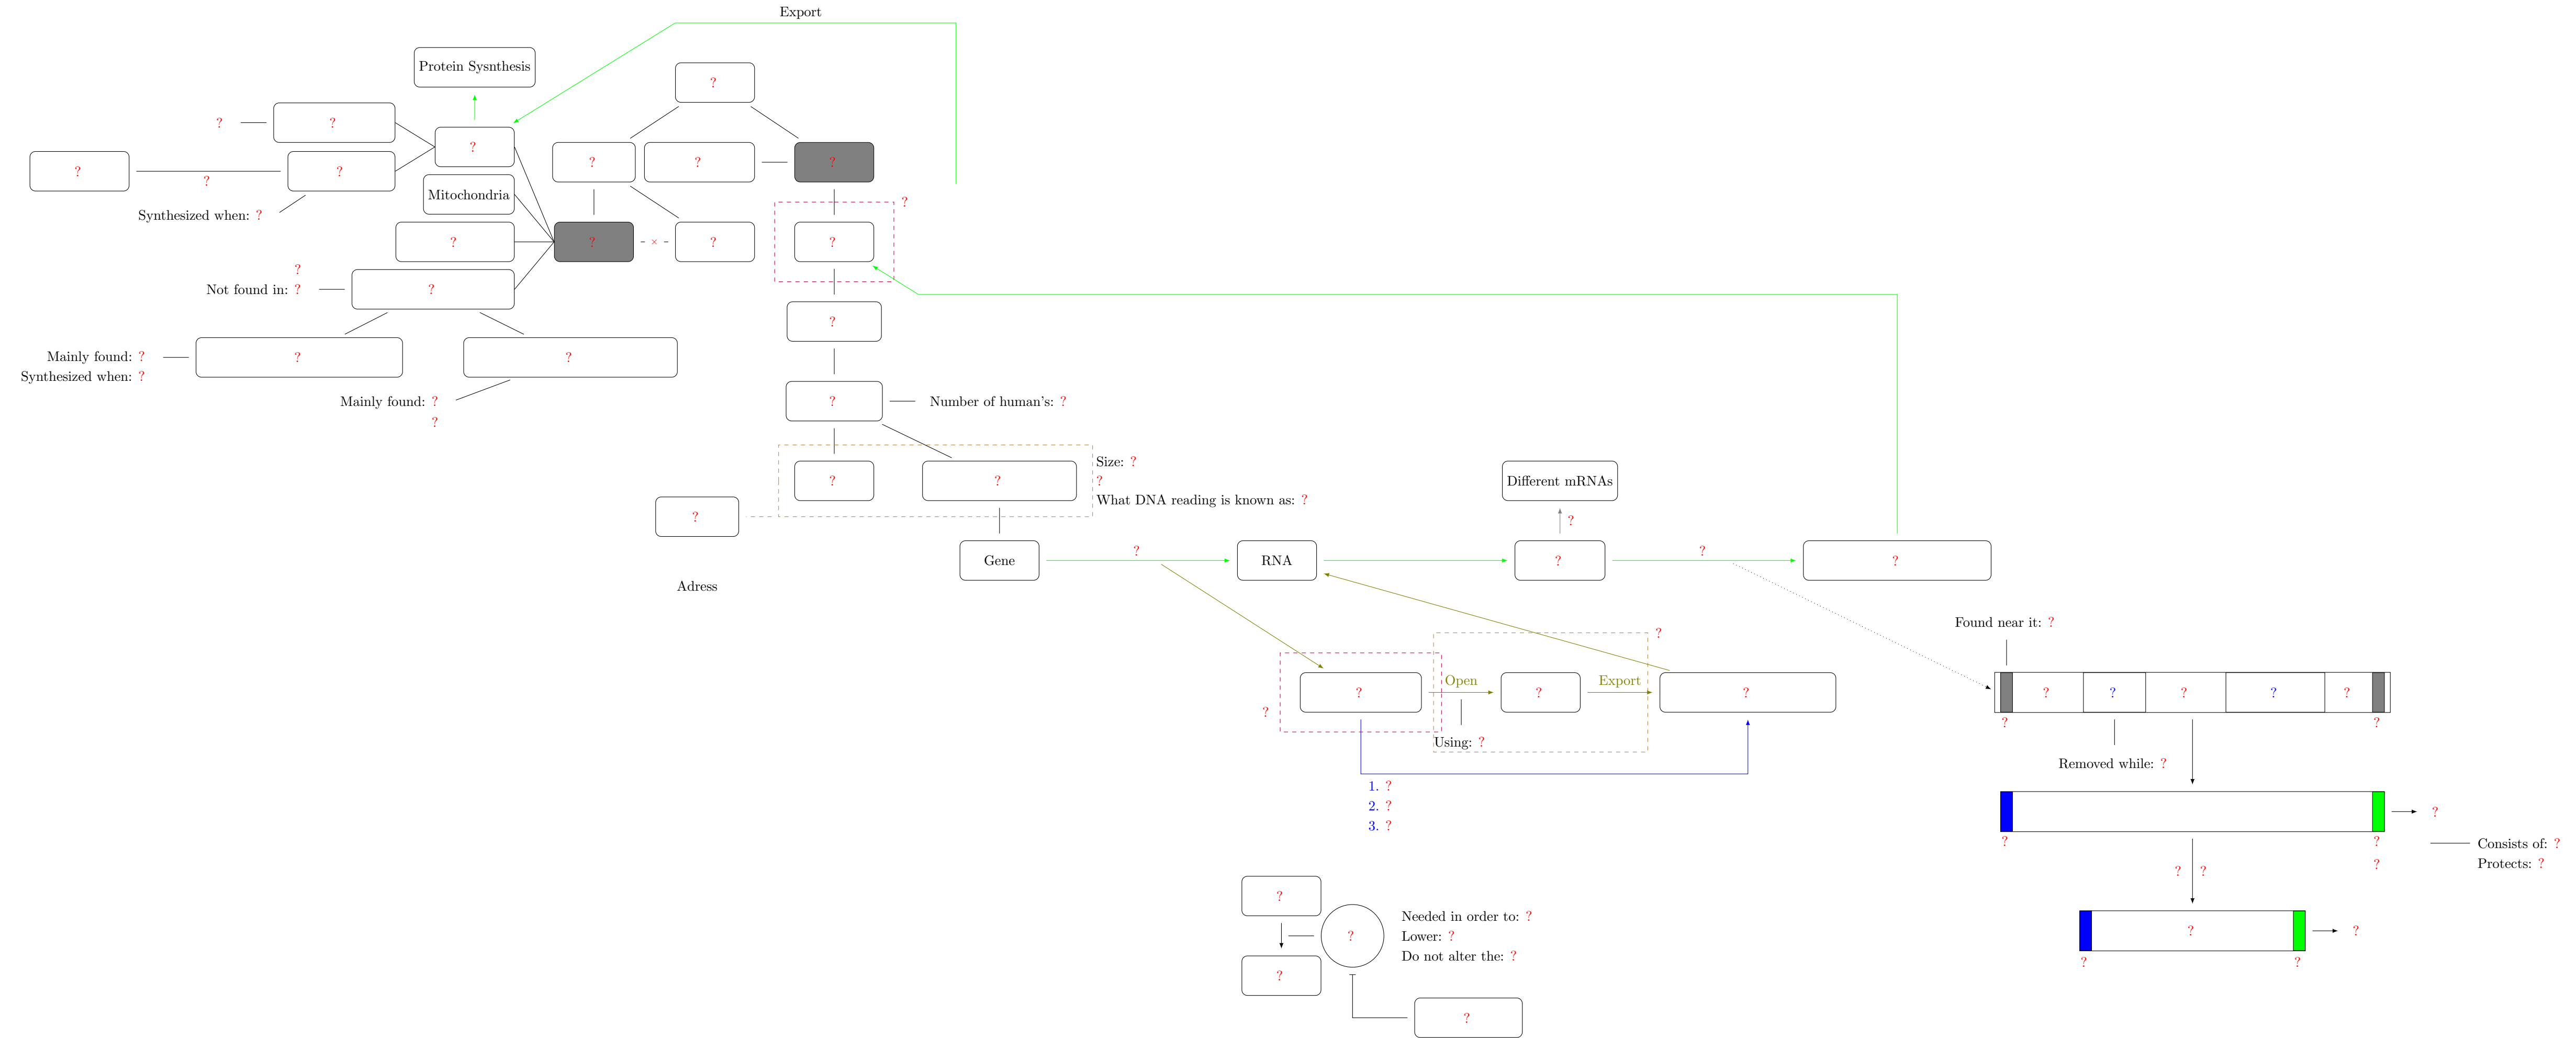 Export
Protein Sysnthesis
?
? ?
?
? ? ?
? ?
?
?
Mitochondria
Synthesized when: ?
?
? ? × ? ?
?
Not found in: ? ?
?
Mainly found: ? ? ?
Synthesized when: ?
Mainly found: ?
?
? Number of human's: ?
Size: ?
? ? ?
What DNA reading is known as: ?
Different mRNAs
?
?
? ?
Gene RNA ? ?
Adress
Found near it: ?
?
Open Export
? ? ?
? ? ? ? ?
?
? ?
Using: ?
Removed while: ?
1. ?
2. ?
3. ?
?
? ?
Consists of: ?
Protects: ?
?
? ?
?
Needed in order to: ?
Lower: ?
Do not alter the: ?
?
?
? ?
? ?
?